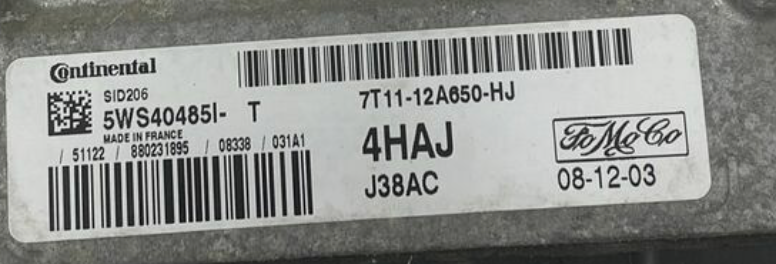 Continental
SID206
5WS40485I- T
MADE IN FRANCE
/ 51122 / 880231895 / 08338 / 031A1
7T11-12A650-HJ
4HAJ
J38AC
FoMoCo
08-12-03